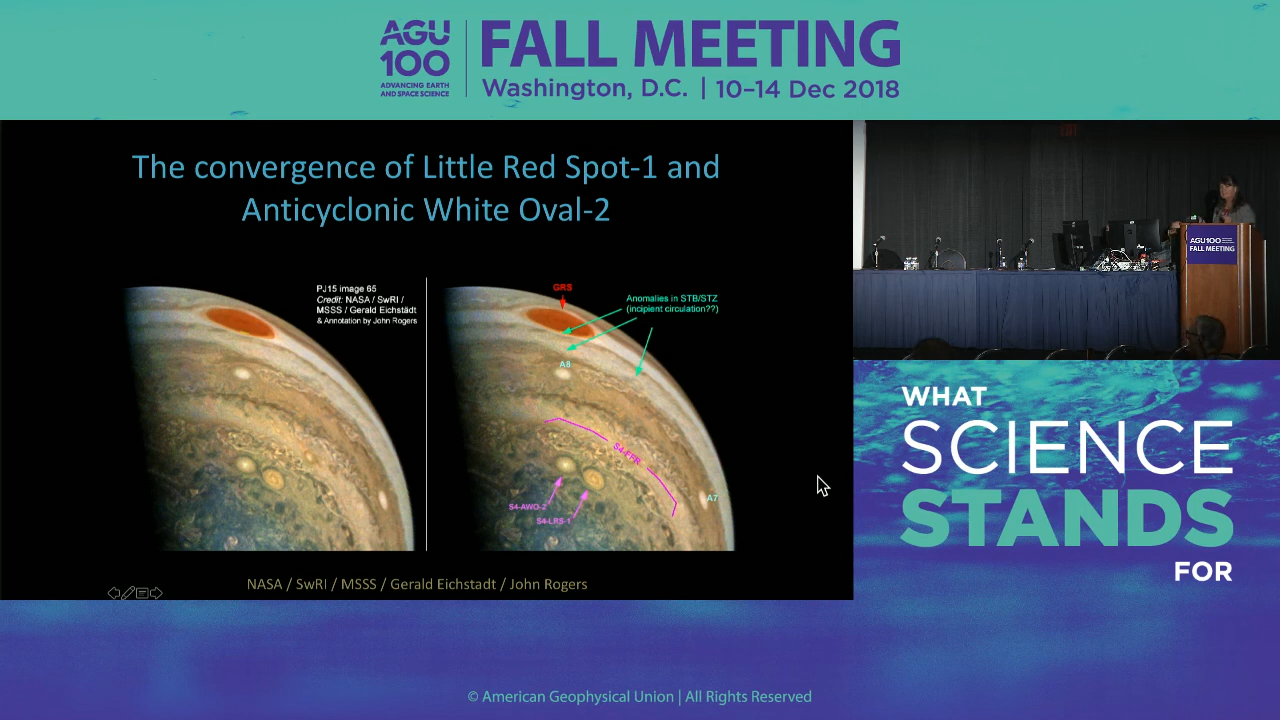 AGU
100
ADVANCING EARTH
AND SPACE SCIENCE
FALL MEETING
Washington, D.C. | 10–14 Dec 2018
The convergence of Little Red Spot-1 and
Anticyclonic White Oval-2
PJ15 image 65
Credit: NASA / SwRI /
MSSS / Gerald Eichstädt
& Annotation by John Rogers
GRS
Anomalies in STB/STZ
(incipient circulation??)
A8
S4-FFR
A7
S4-AWO-2
S4-LRS-1
NASA / SwRI / MSSS / Gerald Eichstadt / John Rogers
AGU100
FALL MEETING
WHAT
SCIENCE
STANDS
FOR
© American Geophysical Union | All Rights Reserved